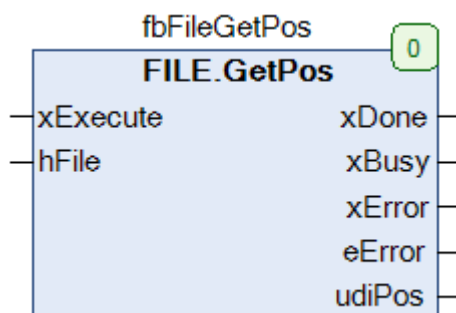 fbFileGetPos
0
FILE.GetPos
xExecute xDone
hFile xBusy
xError
eError
udiPos